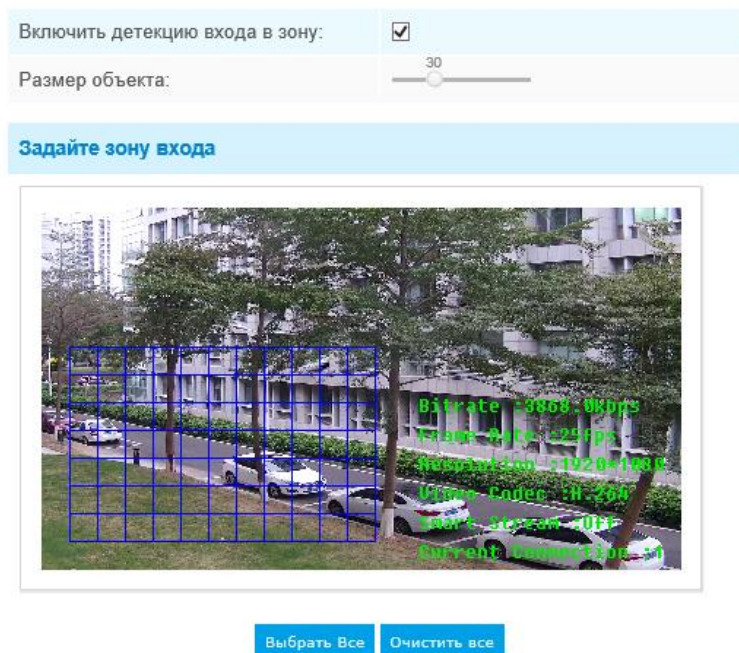 Включить детекцию входа в зону:
30
Размер объекта:
Задайте зону входа
Bitrate :3868.0kbps
Frame Rate :25fps
Resolution :1920*1080
Video Codec :H.264
Smart Stream :Off
Current Connection :1
Выбрать Все
Очистить все